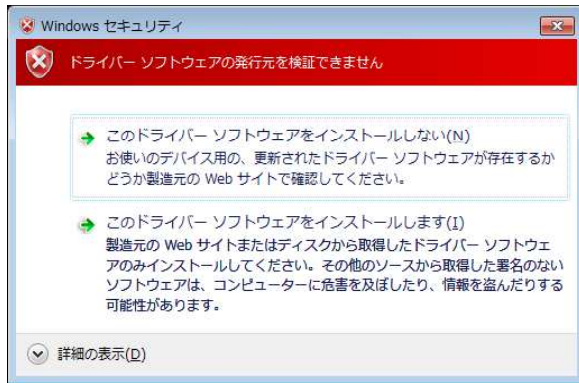 Windows セキュリティ
ドライバー ソフトウェアの発行元を検証できません
このドライバー ソフトウェアをインストールしない(N)
お使いのデバイス用の、更新されたドライバー ソフトウェアが存在するか
どうか製造元の Web サイトで確認してください。
このドライバー ソフトウェアをインストールします(I)
製造元の Web サイトまたはディスクから取得したドライバー ソフトウェ
アのみインストールしてください。その他のソースから取得した署名のない
ソフトウェアは、コンピューターに危害を及ぼしたり、情報を盗んだりする
可能性があります。
詳細の表示(D)